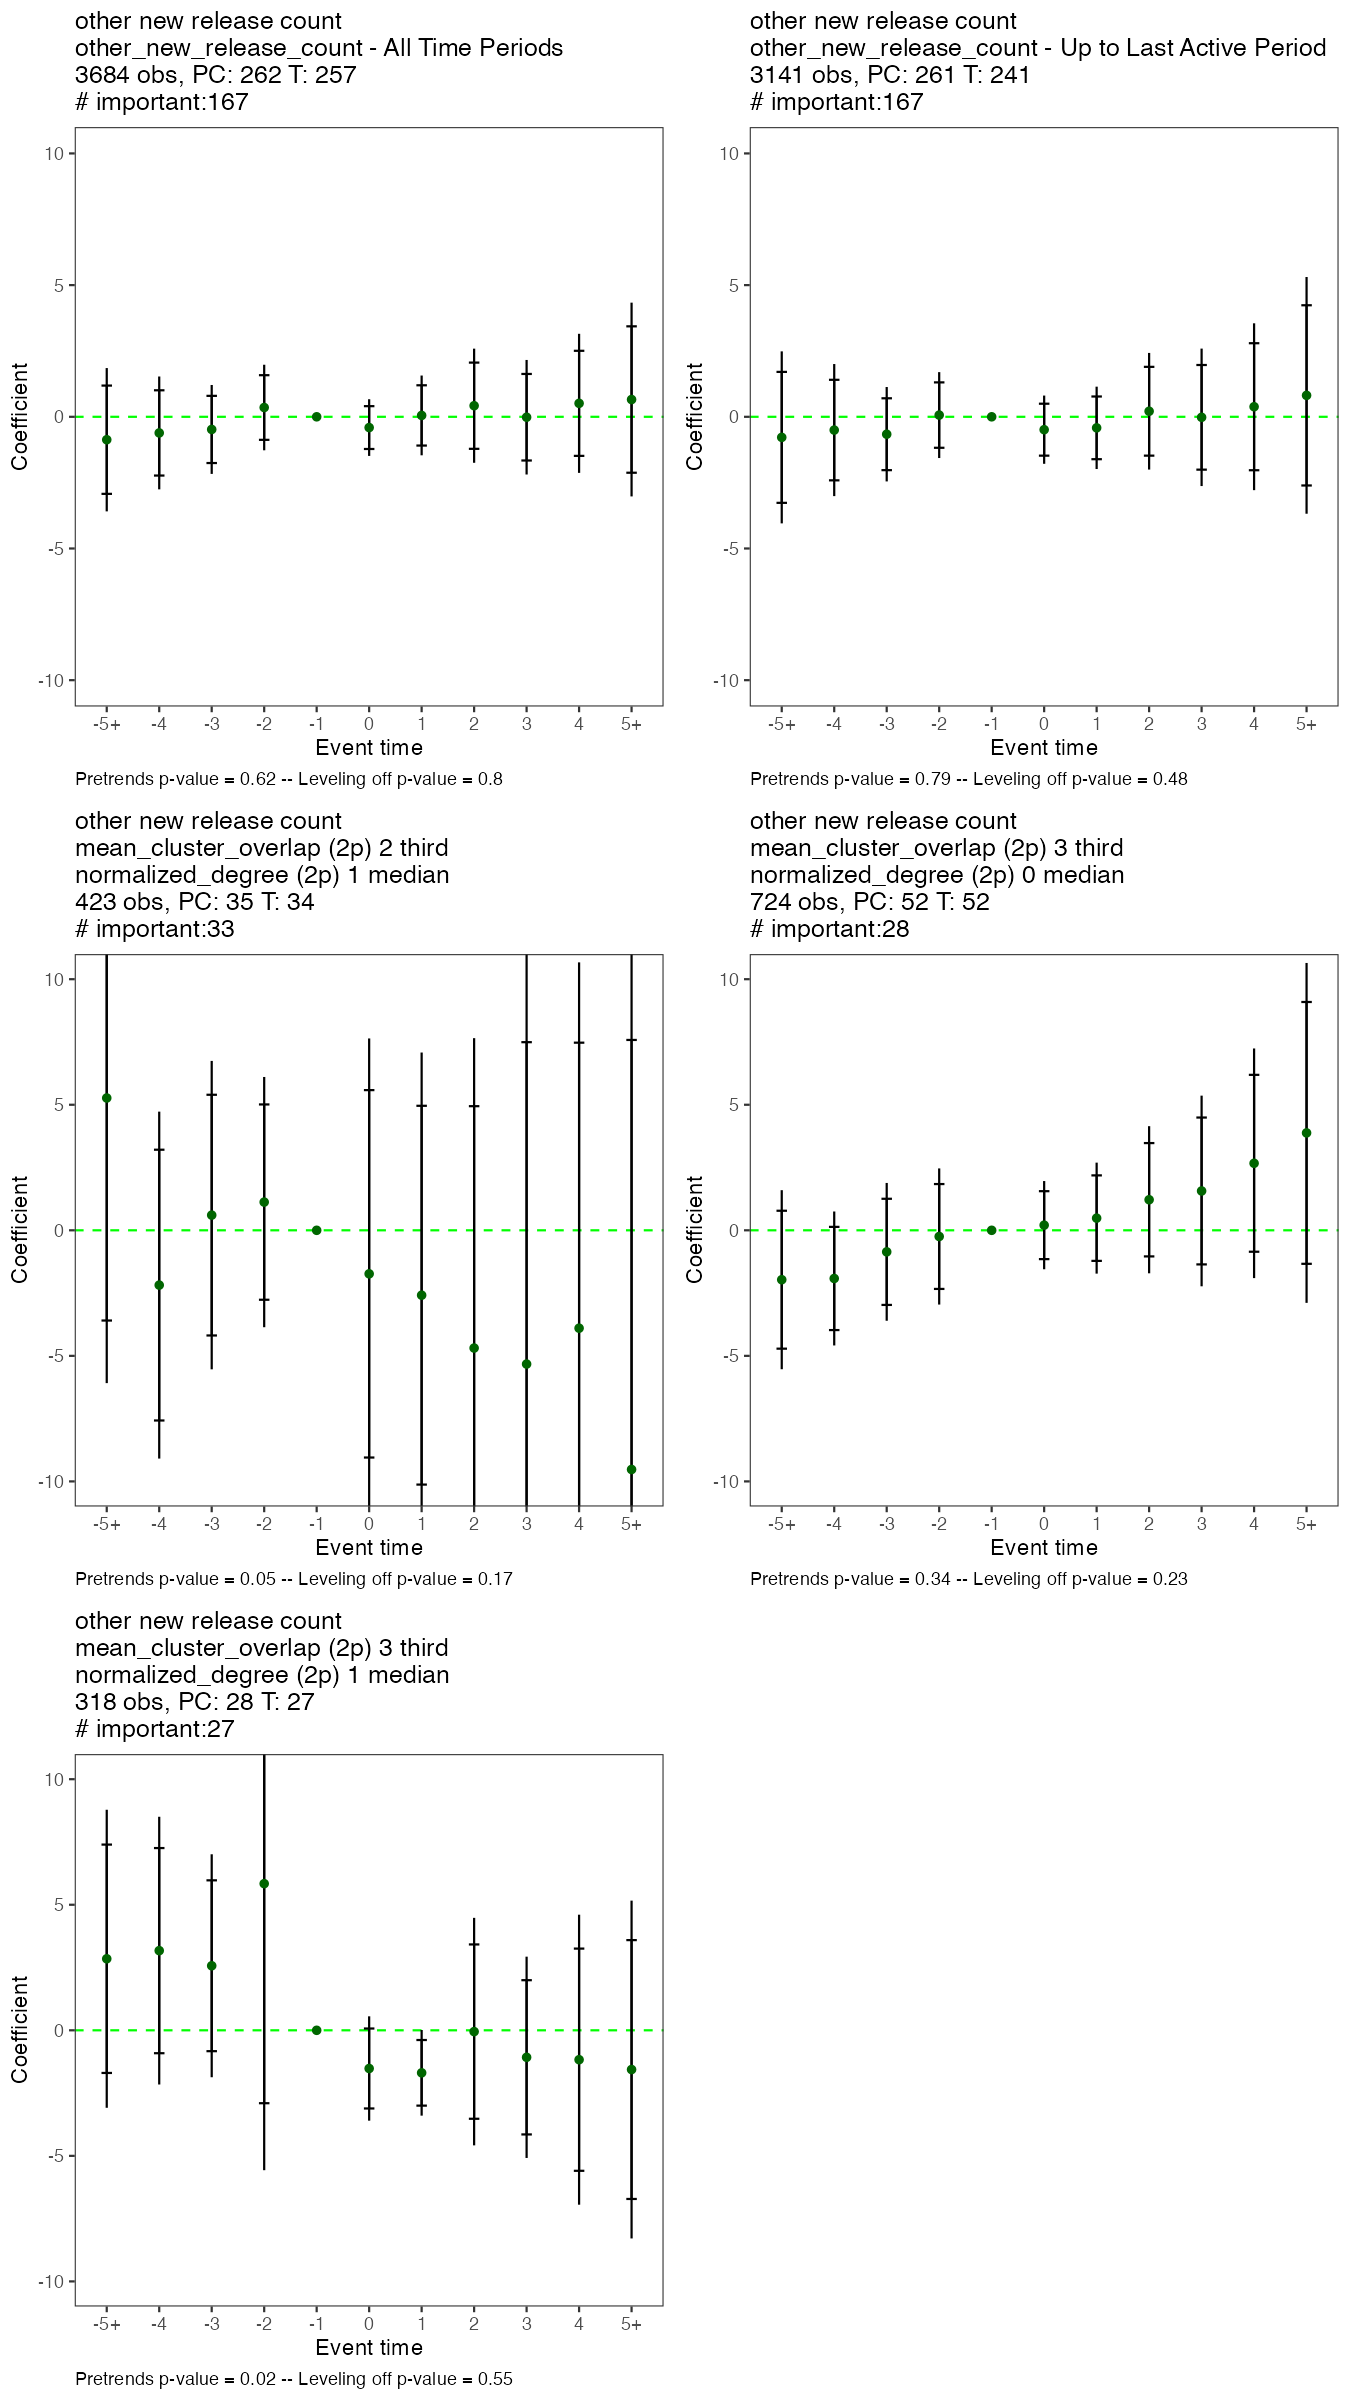 other new release count
other_new_release_count - All Time Periods
3684 obs, PC: 262 T: 257
# important:167
10
5
0
-5
-10
Coefficient
-5+ -4 -3 -2 -1 0 1 2 3 4 5+
Event time
Pretrends p-value = 0.62 -- Leveling off p-value = 0.8
other new release count
other_new_release_count - Up to Last Active Period
3141 obs, PC: 261 T: 241
# important:167
10
5
0
-5
-10
Coefficient
-5+ -4 -3 -2 -1 0 1 2 3 4 5+
Event time
Pretrends p-value = 0.79 -- Leveling off p-value = 0.48
other new release count
mean_cluster_overlap (2p) 2 third
normalized_degree (2p) 1 median
423 obs, PC: 35 T: 34
# important:33
10
5
0
-5
-10
Coefficient
-5+ -4 -3 -2 -1 0 1 2 3 4 5+
Event time
Pretrends p-value = 0.05 -- Leveling off p-value = 0.17
other new release count
mean_cluster_overlap (2p) 3 third
normalized_degree (2p) 0 median
724 obs, PC: 52 T: 52
# important:28
10
5
0
-5
-10
Coefficient
-5+ -4 -3 -2 -1 0 1 2 3 4 5+
Event time
Pretrends p-value = 0.34 -- Leveling off p-value = 0.23
other new release count
mean_cluster_overlap (2p) 3 third
normalized_degree (2p) 1 median
318 obs, PC: 28 T: 27
# important:27
10
5
0
-5
-10
Coefficient
-5+ -4 -3 -2 -1 0 1 2 3 4 5+
Event time
Pretrends p-value = 0.02 -- Leveling off p-value = 0.55